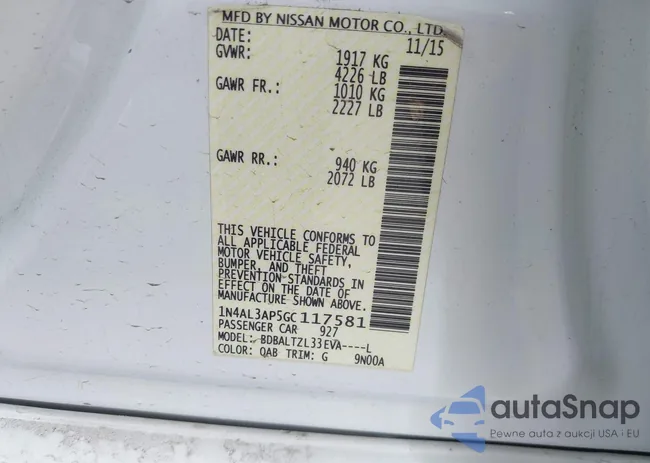 MFD BY NISSAN MOTOR CO., LTD
DATE: 11/15
GVWR: 1917 KG
4226 LB
GAWR FR.: 1010 KG
2227 LB
GAWR RR.: 940 KG
2072 LB
THIS VEHICLE CONFORMS TO
ALL APPLICABLE FEDERAL
MOTOR VEHICLE SAFETY,
BUMPER, AND THEFT
PREVENTION STANDARDS IN
EFFECT ON THE DATE OF
MANUFACTURE SHOWN ABOVE.
1N4AL3AP5GC117581
PASSENGER CAR 927
MODEL: BDBALTZL33EVA----L
COLOR: QAB TRIM: G 9N00A
autaSnap
Pewne auta z aukcji USA i EU